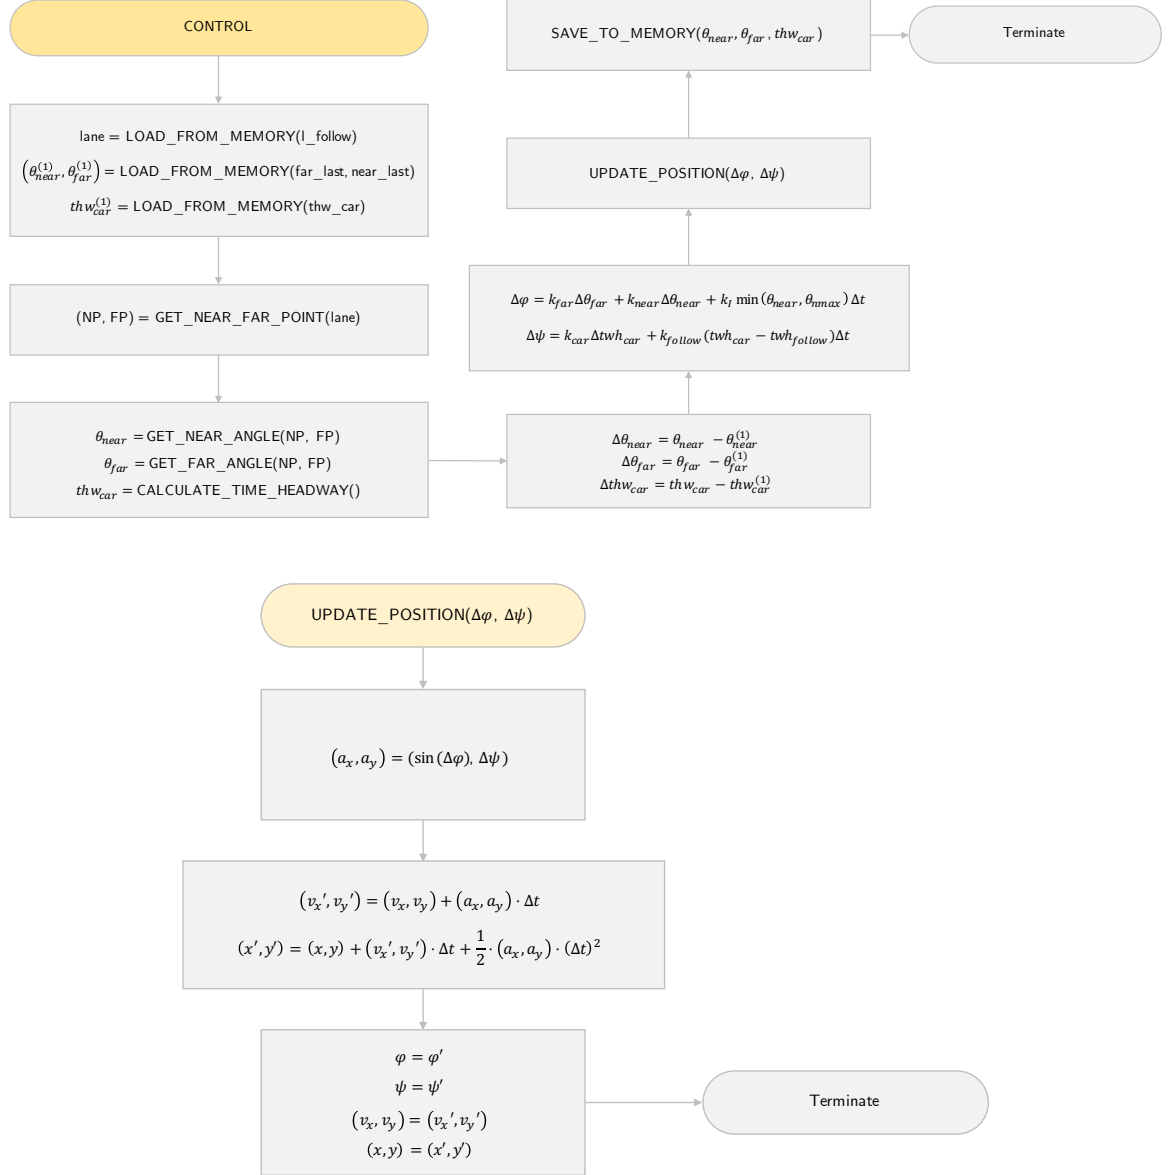 CONTROL
lane = LOAD_FROM_MEMORY(l_follow)
(θ_near^(1), θ_far^(1)) = LOAD_FROM_MEMORY(far_last, near_last)
thw_car^(1) = LOAD_FROM_MEMORY(thw_car)
(NP, FP) = GET_NEAR_FAR_POINT(lane)
θ_near = GET_NEAR_ANGLE(NP, FP)
θ_far = GET_FAR_ANGLE(NP, FP)
thw_car = CALCULATE_TIME_HEADWAY()
Δθ_near = θ_near − θ_near^(1)
Δθ_far = θ_far − θ_far^(1)
Δthw_car = thw_car − thw_car^(1)
Δφ = k_far Δθ_far + k_near Δθ_near + k_I min(θ_near, θ_nmax) Δt
Δψ = k_car Δtwh_car + k_follow (twh_car − twh_follow)Δt
UPDATE_POSITION(Δφ, Δψ)
SAVE_TO_MEMORY(θ_near, θ_far, thw_car)
Terminate
UPDATE_POSITION(Δφ, Δψ)
(a_x, a_y) = (sin(Δφ), Δψ)
(v_x′, v_y′) = (v_x, v_y) + (a_x, a_y) · Δt
(x′, y′) = (x, y) + (v_x′, v_y′) · Δt + 1/2 · (a_x, a_y) · (Δt)^2
φ = φ′
ψ = ψ′
(v_x, v_y) = (v_x′, v_y′)
(x, y) = (x′, y′)
Terminate